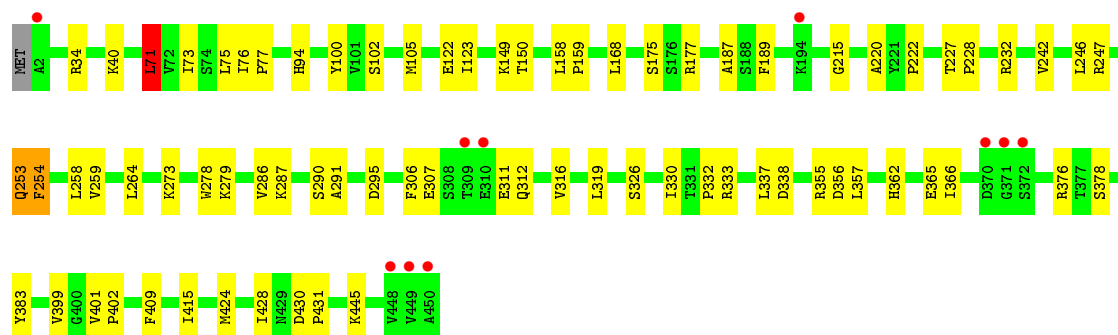 MET A2 R34 K40 L71 V72 I73 S74 L75 I76 P77 H94 Y100 V101 S102 M105 E122 I123 K149 T150 L158 P159 L168 S175 S176 R177 A187 S188 F189 K194 G215 A220 Y221 P222 T227 P228 R232 V242 L246 R247
Q253 F254 L258 V259 L264 K273 W278 K279 V286 K287 S290 A291 D295 F306 E307 S308 T309 E310 E311 Q312 V316 L319 S326 I330 T331 P332 R333 L337 D338 R355 D356 L357 H362 E365 I366 D370 G371 S372 R376 T377 S378
Y383 V399 G400 V401 P402 F409 I415 M424 I428 N429 D430 P431 K445 V448 V449 A450